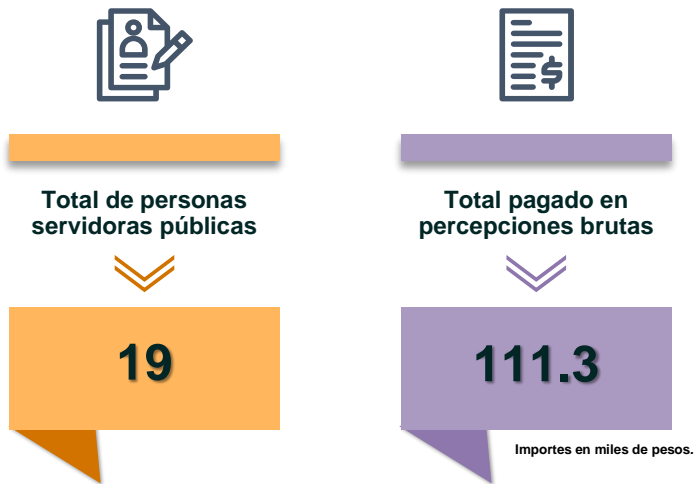 Total de personas
servidoras públicas
19
Total pagado en
percepciones brutas
111.3
Importes en miles de pesos.